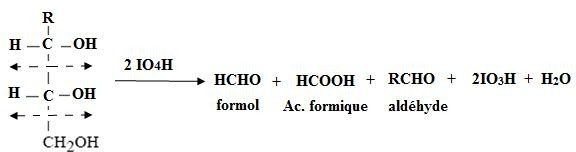 R
H – C – OH
2 IO4H
H – C – OH
CH2OH
HCHO + HCOOH + RCHO + 2IO3H + H2O
formol Ac. formique aldéhyde